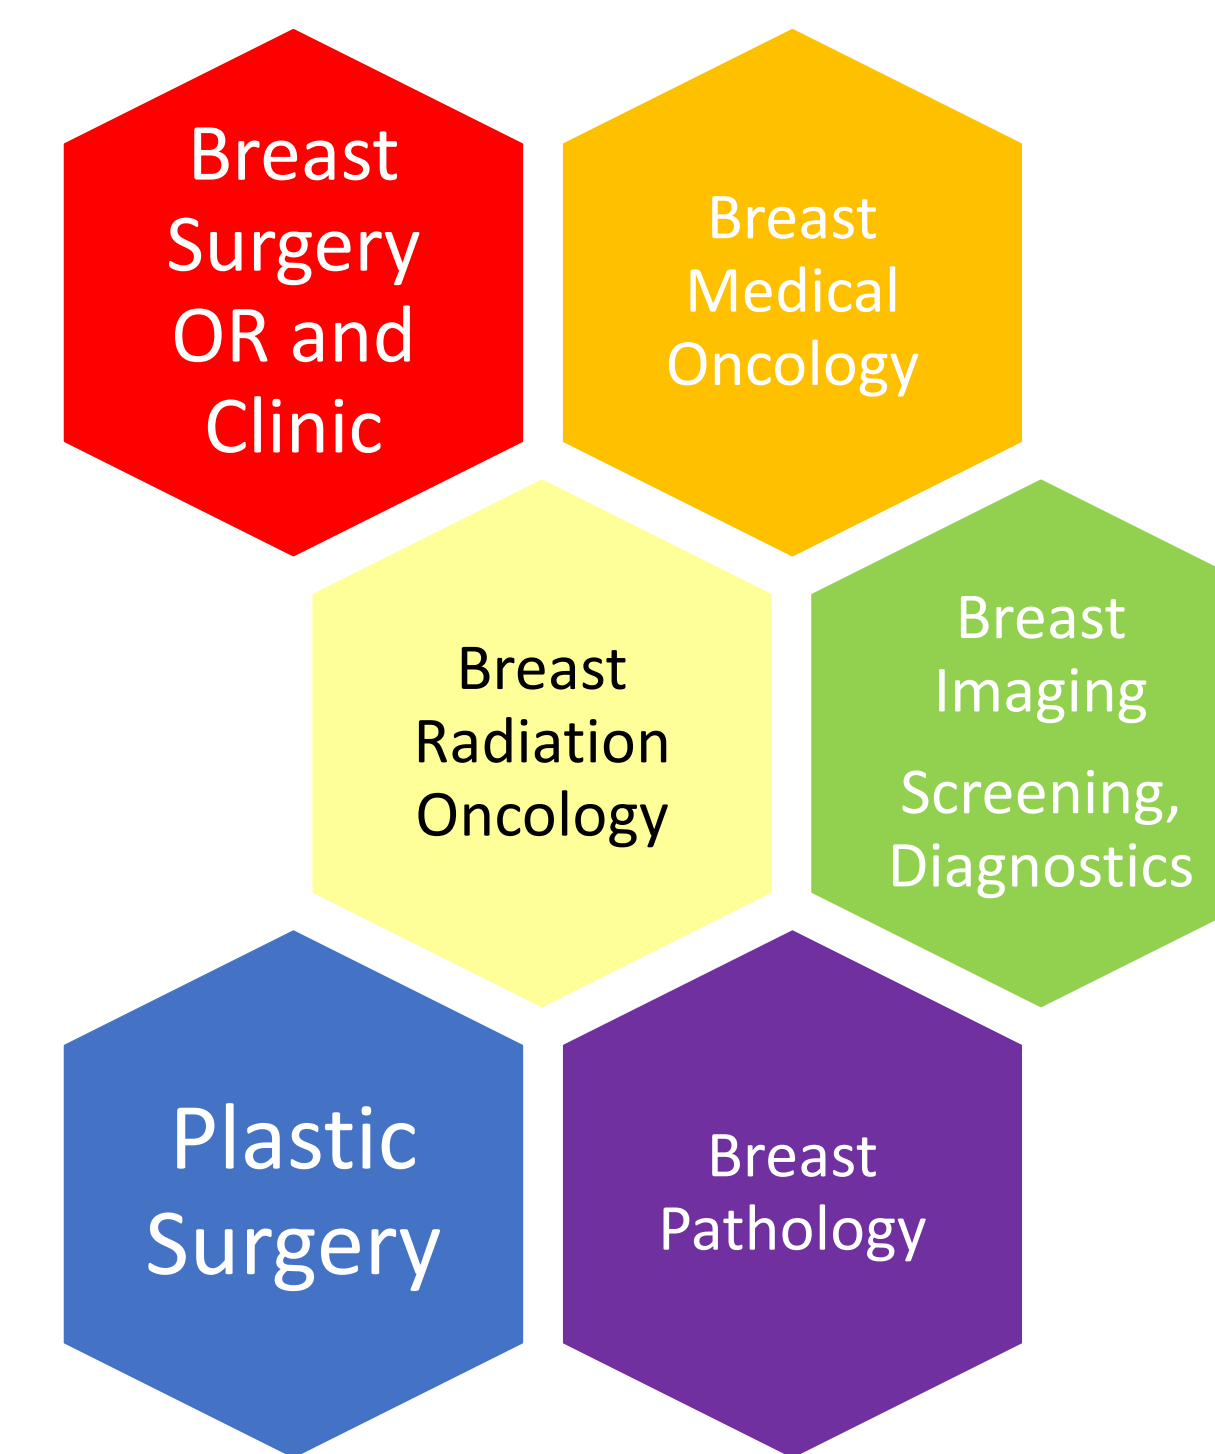 Breast
Surgery
OR and
Clinic
Breast
Medical
Oncology
Breast
Radiation
Oncology
Breast
Imaging
Screening,
Diagnostics
Plastic
Surgery
Breast
Pathology